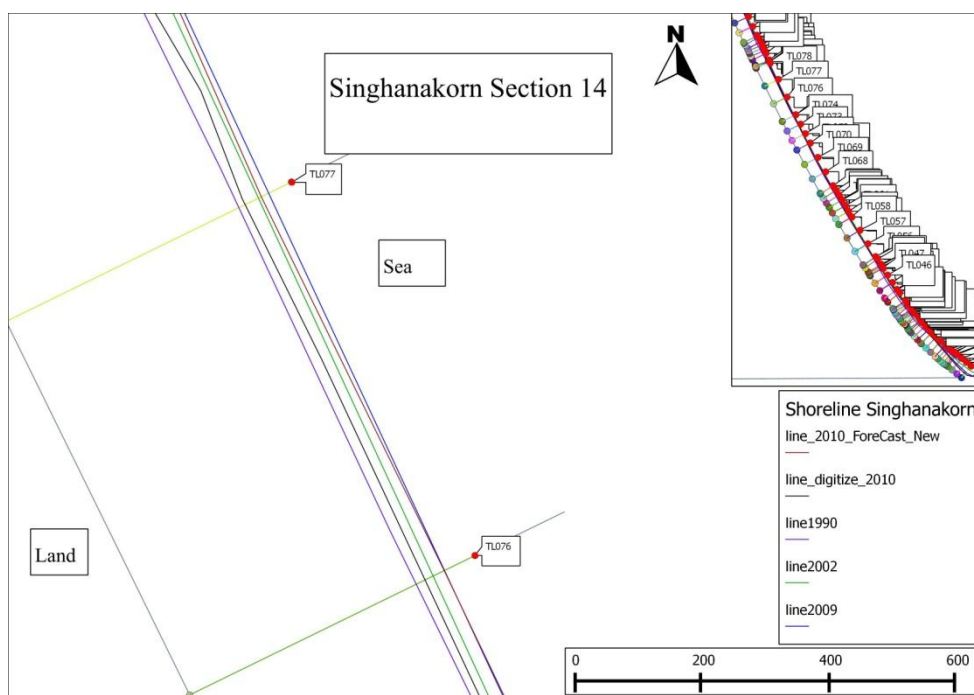 Singhanakorn Section 14
TL077
Sea
TL076
Land
TL078
TL077
TL076
TL074
TL070
TL069
TL068
TL058
TL057
TL047
TL046
Shoreline Singhanakorn
line_2010_ForeCast_New
line_digitize_2010
line1990
line2002
line2009
0 200 400 600